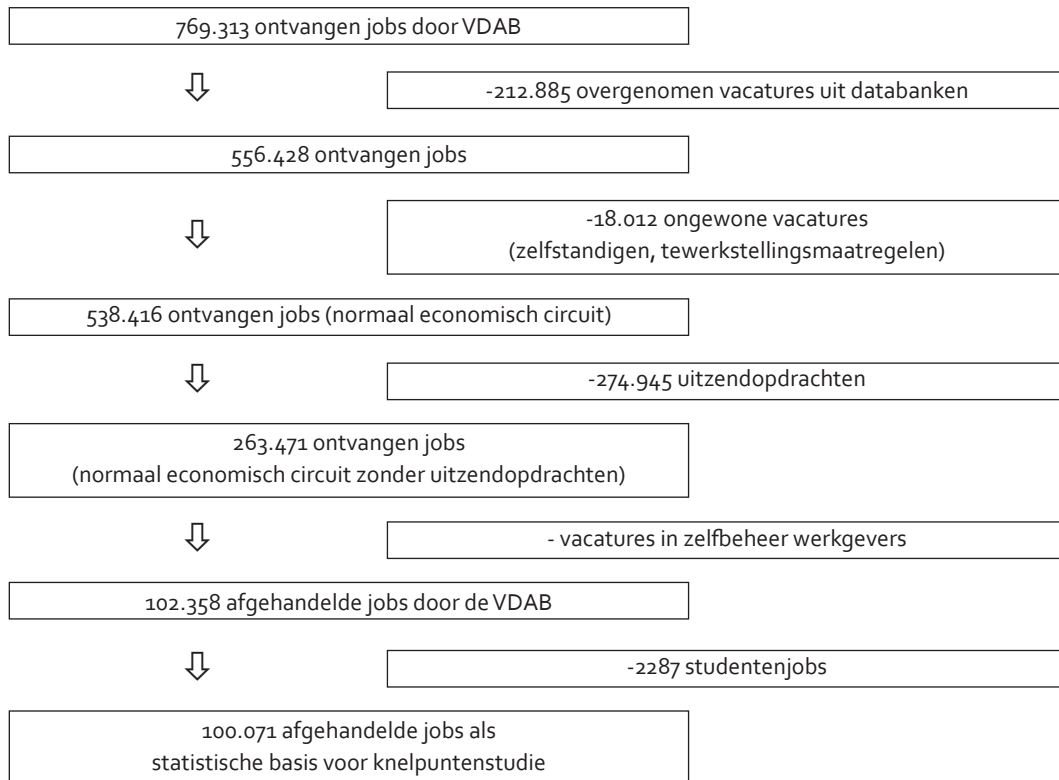 769.313 ontvangen jobs door VDAB
-212.885 overgenomen vacatures uit databanken
556.428 ontvangen jobs
-18.012 ongewone vacatures
(zelfstandigen, tewerkstellingsmaatregelen)
538.416 ontvangen jobs (normaal economisch circuit)
-274.945 uitzendopdrachten
263.471 ontvangen jobs
(normaal economisch circuit zonder uitzendopdrachten)
- vacatures in zelfbeheer werkgevers
102.358 afgehandelde jobs door de VDAB
-2287 studentenjobs
100.071 afgehandelde jobs als
statistische basis voor knelpuntenstudie